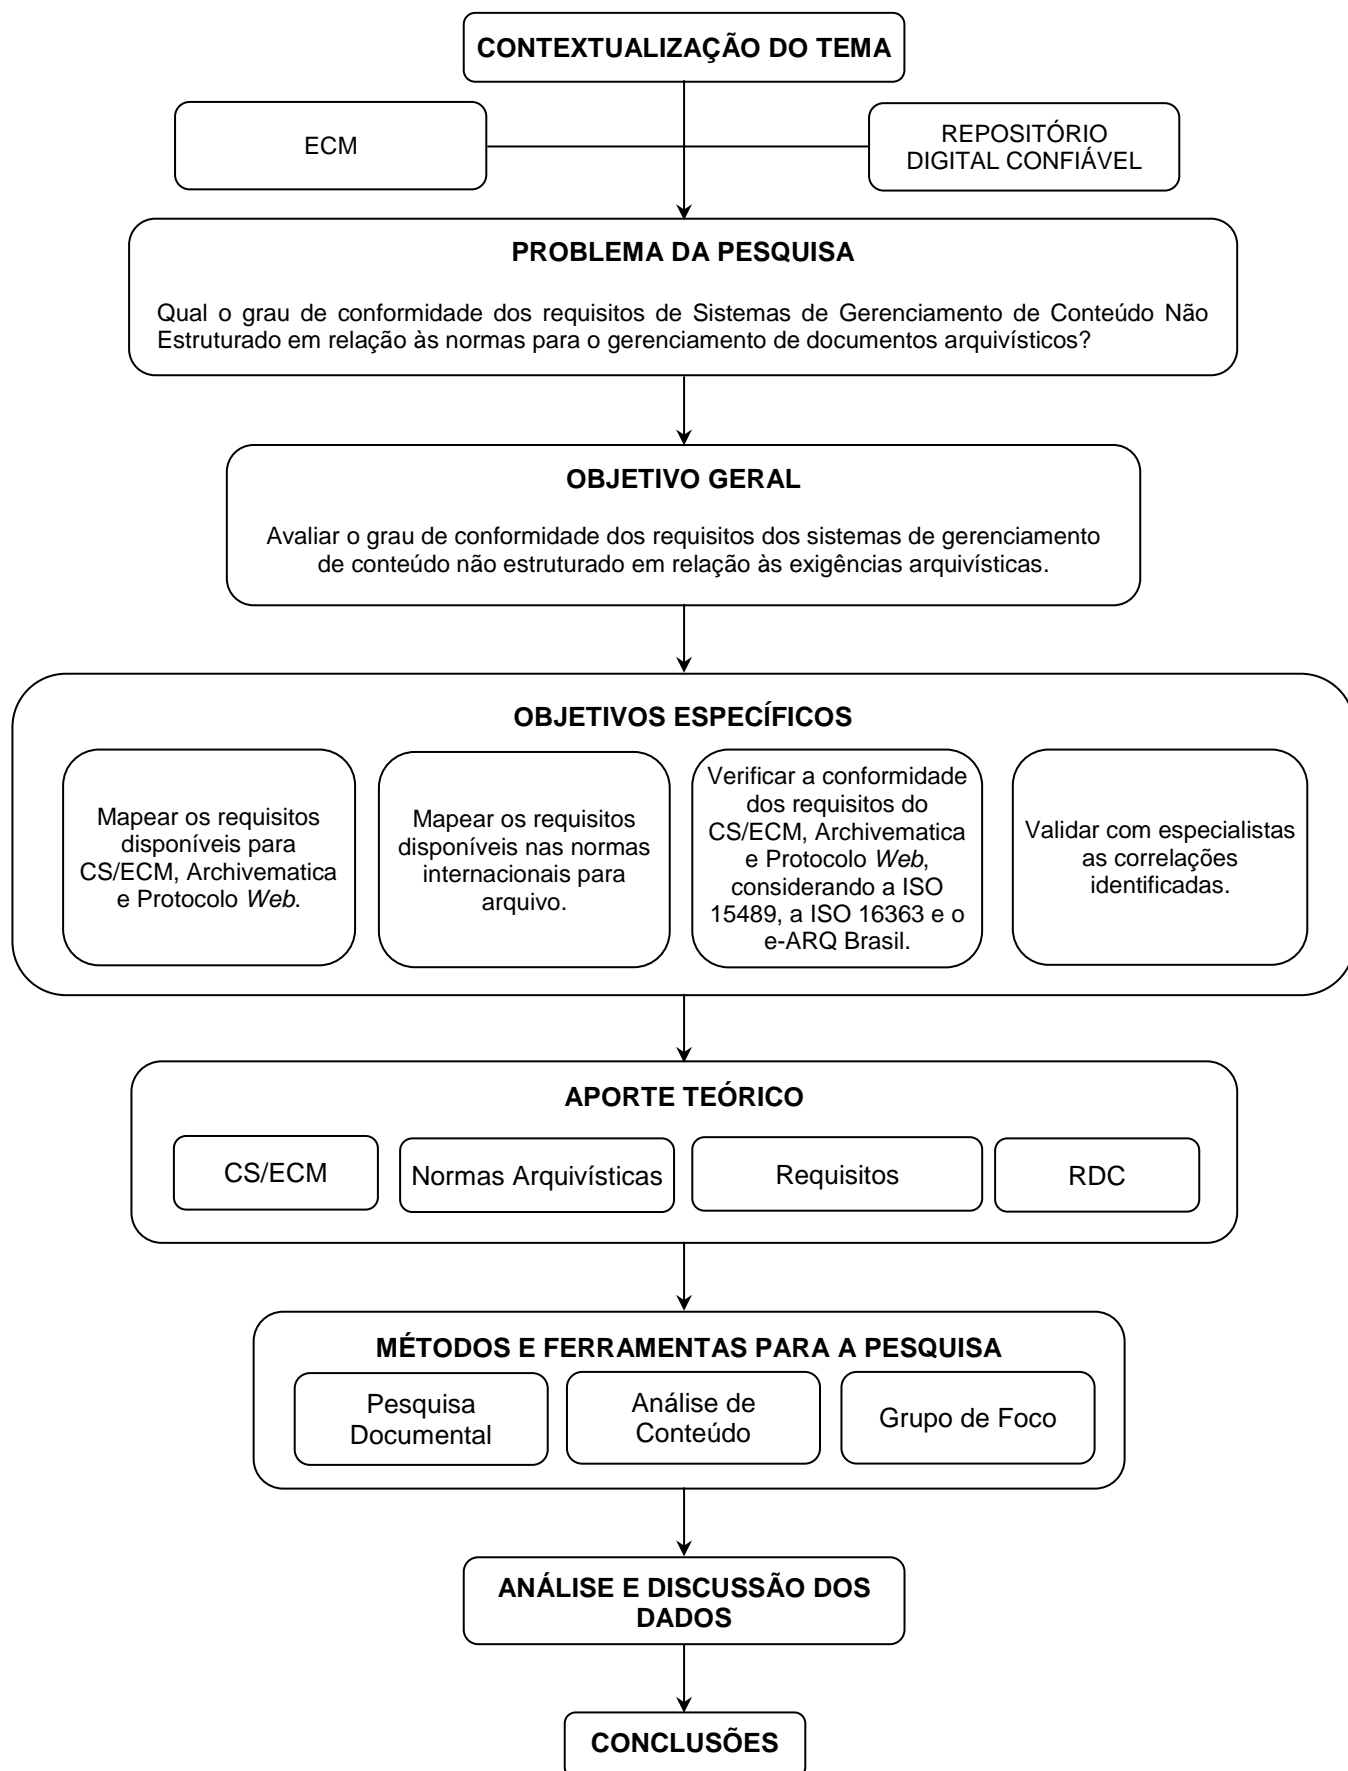 CONTEXTUALIZAÇÃO DO TEMA
ECM
REPOSITÓRIO
DIGITAL CONFIÁVEL
PROBLEMA DA PESQUISA
Qual o grau de conformidade dos requisitos de Sistemas de Gerenciamento de Conteúdo Não
Estruturado em relação às normas para o gerenciamento de documentos arquivísticos?
OBJETIVO GERAL
Avaliar o grau de conformidade dos requisitos dos sistemas de gerenciamento
de conteúdo não estruturado em relação às exigências arquivísticas.
OBJETIVOS ESPECÍFICOS
Mapear os requisitos
disponíveis para
CS/ECM, Archivematica
e Protocolo Web.
Mapear os requisitos
disponíveis nas normas
internacionais para
arquivo.
Verificar a conformidade
dos requisitos do
CS/ECM, Archivematica
e Protocolo Web,
considerando a ISO
15489, a ISO 16363 e o
e-ARQ Brasil.
Validar com especialistas
as correlações
identificadas.
APORTE TEÓRICO
CS/ECM
Normas Arquivísticas
Requisitos
RDC
MÉTODOS E FERRAMENTAS PARA A PESQUISA
Pesquisa
Documental
Análise de
Conteúdo
Grupo de Foco
ANÁLISE E DISCUSSÃO DOS
DADOS
CONCLUSÕES